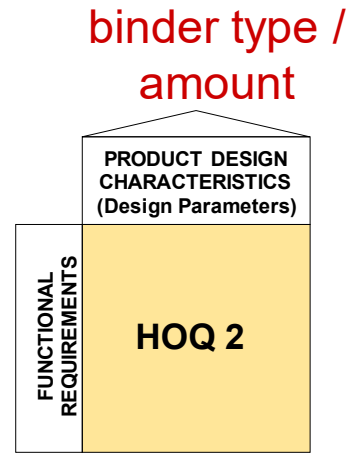 binder type /
amount
PRODUCT DESIGN
CHARACTERISTICS
(Design Parameters)
FUNCTIONAL
REQUIREMENTS
HOQ 2